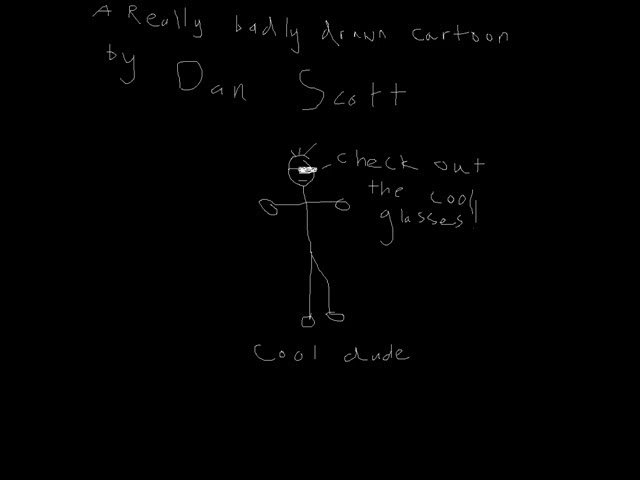 A Really badly drawn cartoon
by Dan Scott
check out
the cool
glasses!
Cool dude